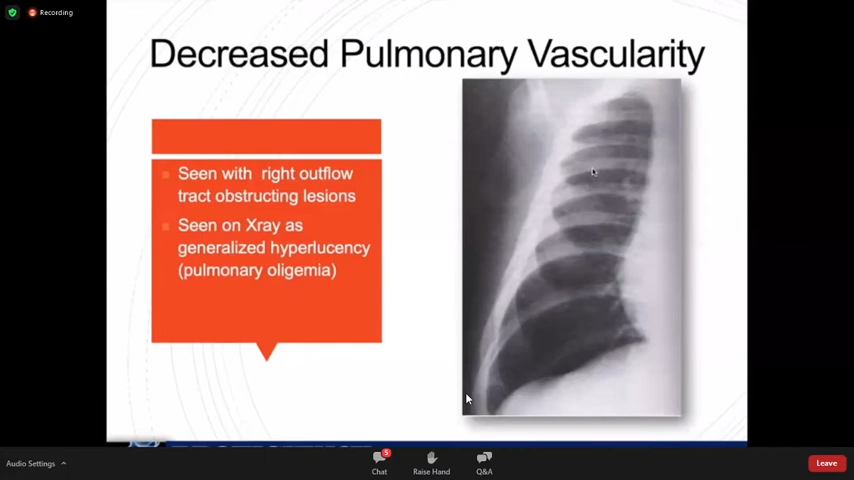 Recording
Decreased Pulmonary Vascularity
Seen with right outflow
tract obstructing lesions
Seen on Xray as
generalized hyperlucency
(pulmonary oligemia)
Audio Settings
5
Chat
Raise Hand
Q&A
Leave